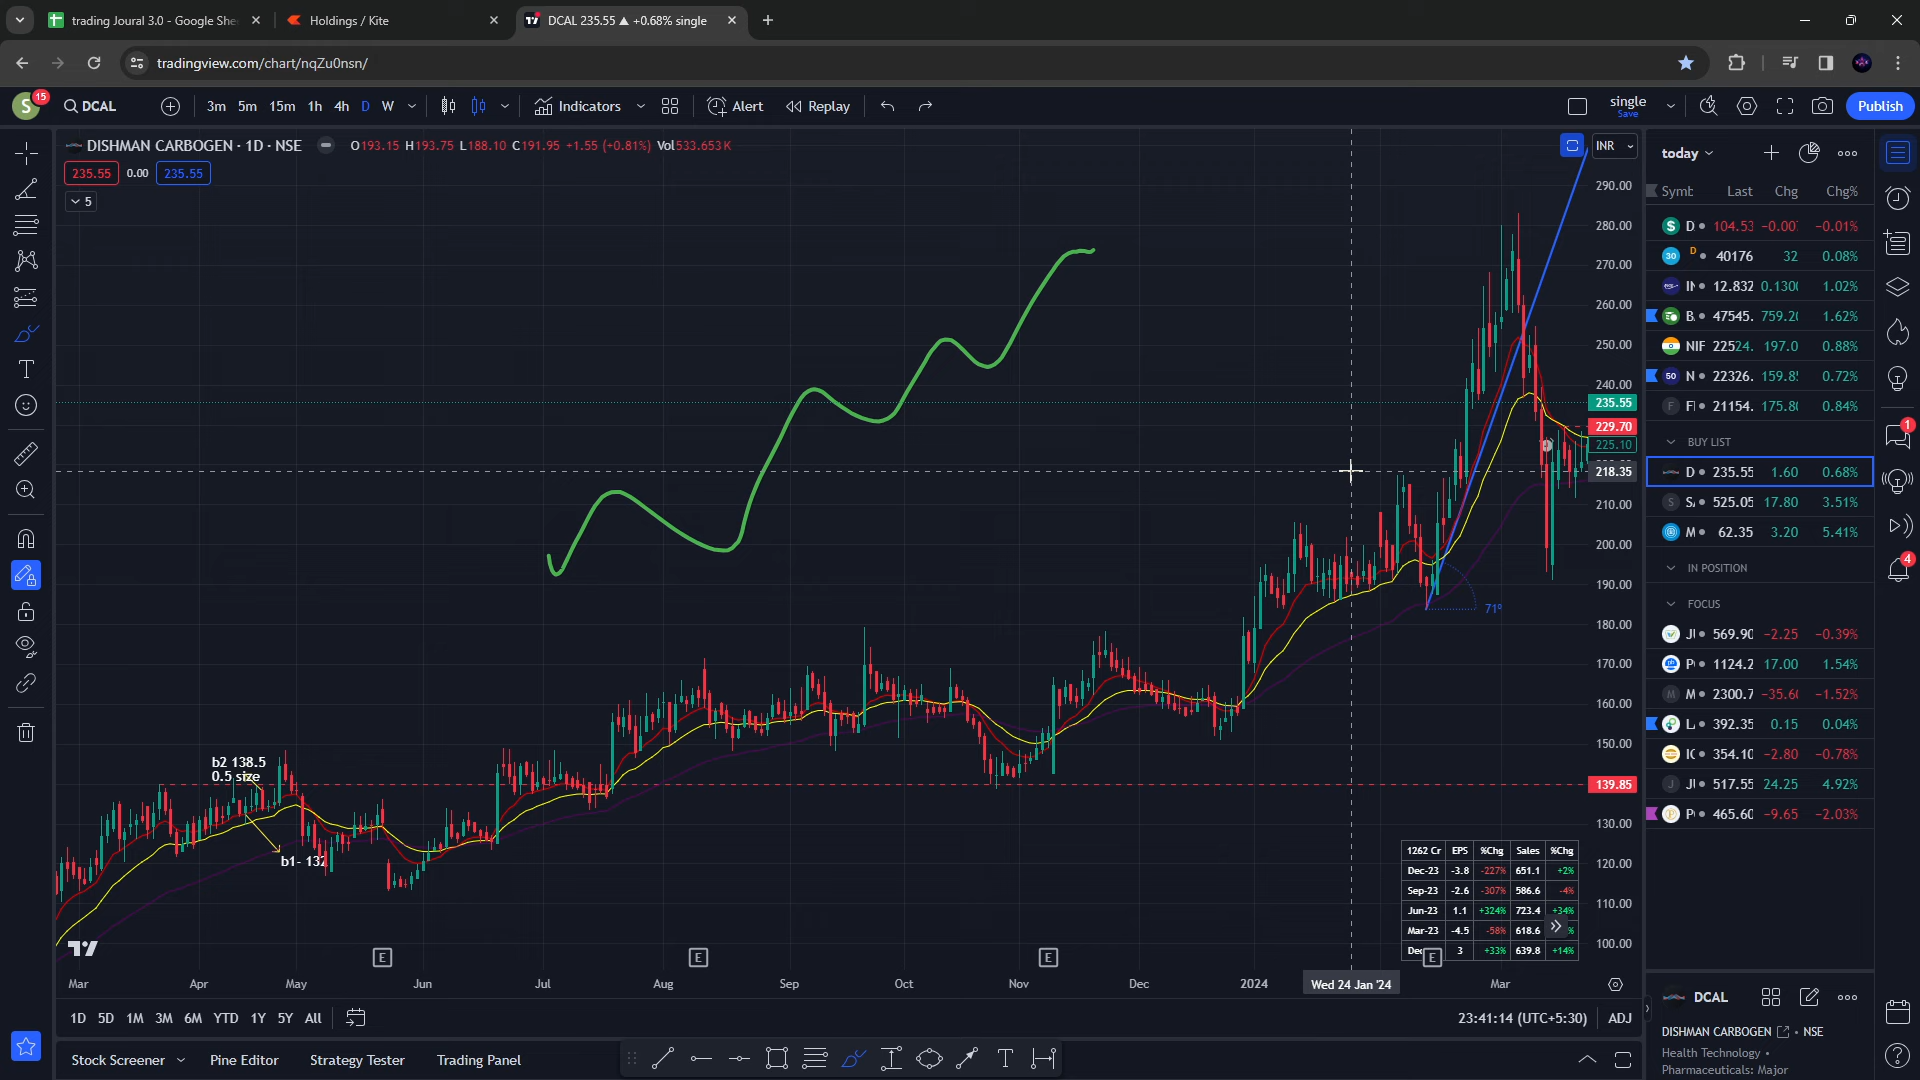 trading Joural 3.0 - Google She
Holdings / Kite
DCAL 235.55 ▲ +0.68% single
tradingview.com/chart/nqZu0nsn/
S 15
DCAL
3m 5m 15m 1h 4h D W
Indicators
Alert
Replay
single
Save
Publish
DISHMAN CARBOGEN · 1D · NSE
O193.15 H193.75 L188.10 C191.95 +1.55 (+0.81%) Vol533.653K
235.55 0.00 235.55
5
INR
290.00
280.00
270.00
260.00
250.00
240.00
235.55
229.70
225.10
218.35
210.00
200.00
190.00
180.00
170.00
160.00
150.00
139.85
130.00
120.00
110.00
100.00
71º
b2 138.5
0.5 size
b1- 132
1262 Cr EPS %Chg Sales %Chg
Dec-23 -3.8 -227% 651.1 +2%
Sep-23 -2.6 -307% 586.6 -4%
Jun-23 1.1 +324% 723.4 +34%
Mar-23 -4.5 -58% 618.6 %
Dec 3 +33% 639.8 +14%
E E E E
Mar Apr May Jun Jul Aug Sep Oct Nov Dec 2024 Wed 24 Jan '24 Mar
1D 5D 1M 3M 6M YTD 1Y 5Y All
23:41:14 (UTC+5:30) ADJ
Stock Screener Pine Editor Strategy Tester Trading Panel
today
Symb Last Chg Chg%
D 104.53 -0.00 -0.01%
30 D 40176 32 0.08%
IN 12.832 0.130 1.02%
B 47545. 759.2 1.62%
NIF 22524. 197.0 0.88%
50 N 22326. 159.8 0.72%
F FI 21154. 175.8 0.84%
BUY LIST
D 235.55 1.60 0.68%
S S 525.05 17.80 3.51%
M 62.35 3.20 5.41%
IN POSITION
FOCUS
JI 569.90 -2.25 -0.39%
P 1124.2 17.00 1.54%
M M 2300.7 -35.6 -1.52%
L 392.35 0.15 0.04%
IC 354.10 -2.80 -0.78%
J JI 517.55 24.25 4.92%
P 465.60 -9.65 -2.03%
1
4
DCAL
DISHMAN CARBOGEN • NSE
Health Technology •
Pharmaceuticals: Major